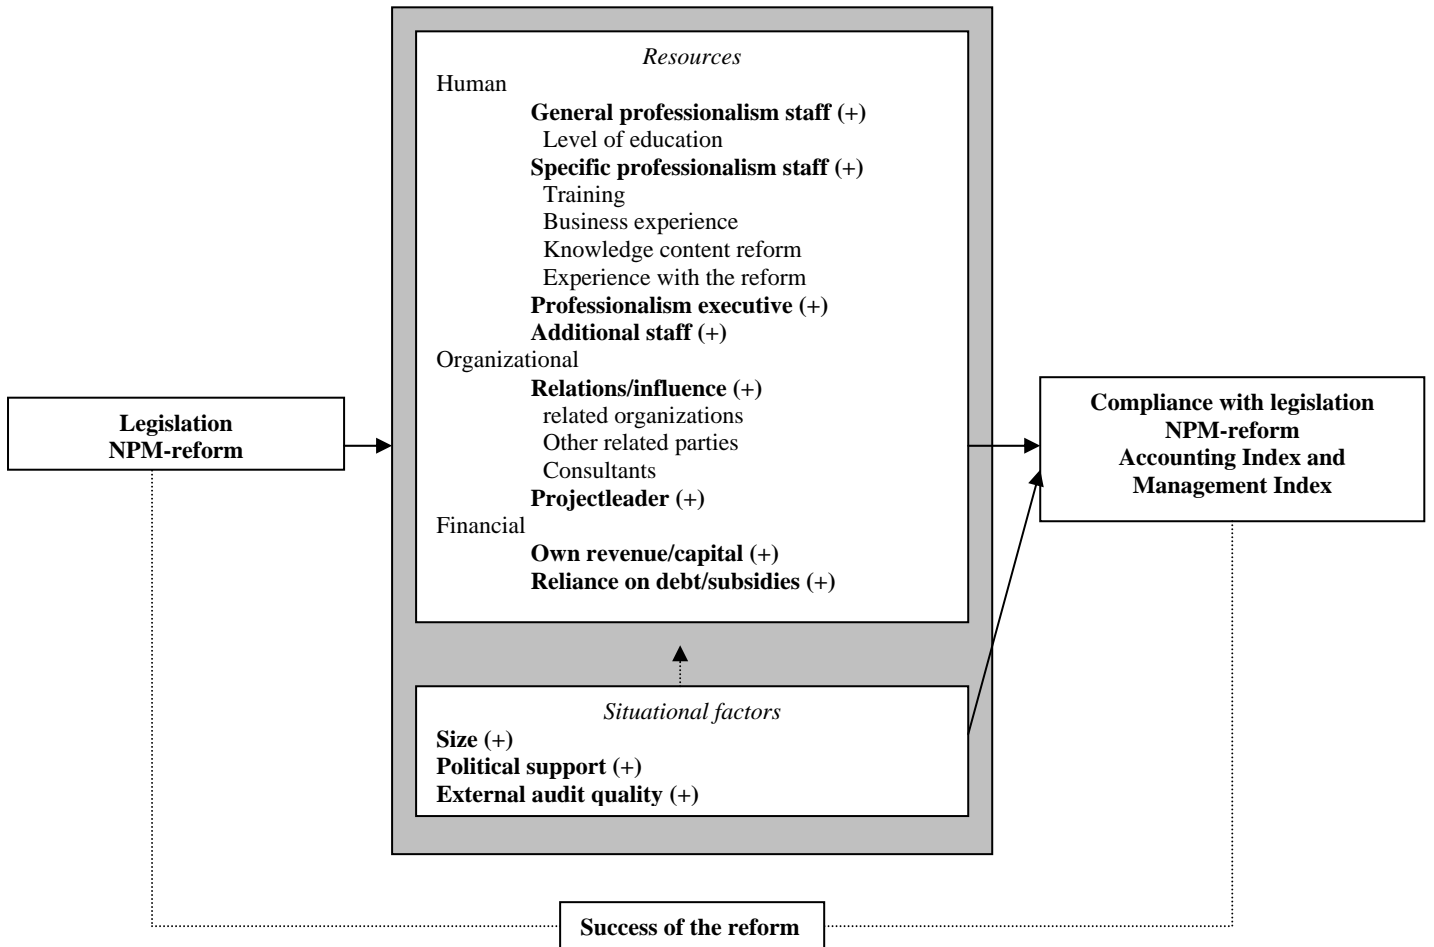 Resources
Human
General professionalism staff (+)
Level of education
Specific professionalism staff (+)
Training
Business experience
Knowledge content reform
Experience with the reform
Professionalism executive (+)
Additional staff (+)
Organizational
Relations/influence (+)
related organizations
Other related parties
Consultants
Projectleader (+)
Financial
Own revenue/capital (+)
Reliance on debt/subsidies (+)
Legislation
NPM-reform
Compliance with legislation
NPM-reform
Accounting Index and
Management Index
Situational factors
Size (+)
Political support (+)
External audit quality (+)
Success of the reform